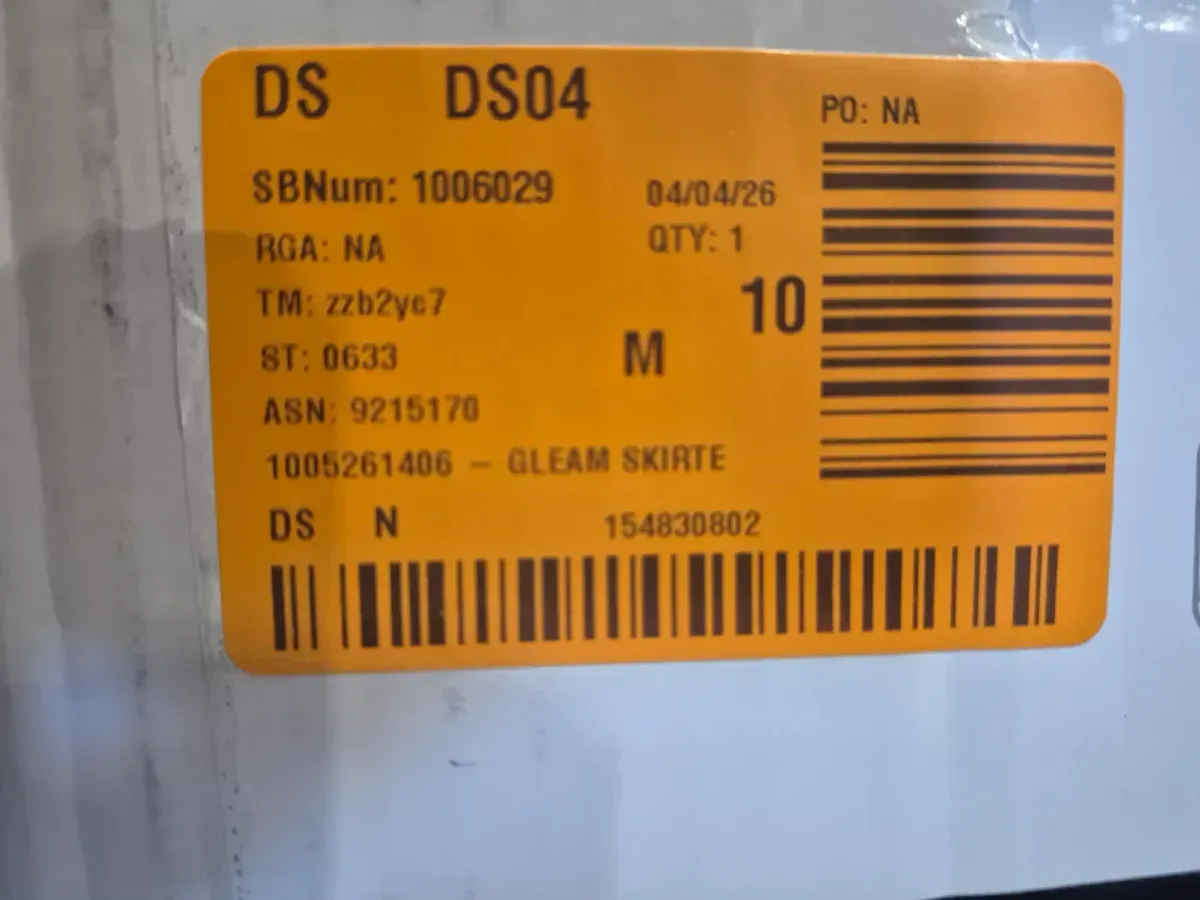 DS DS04
PO: NA
SBNum: 1006029 04/04/26
RGA: NA QTY: 1
TM: zzb2yc7 10
ST: 0633 M
ASN: 9215170
1005261406 – GLEAM SKIRTE
DS N 154830802